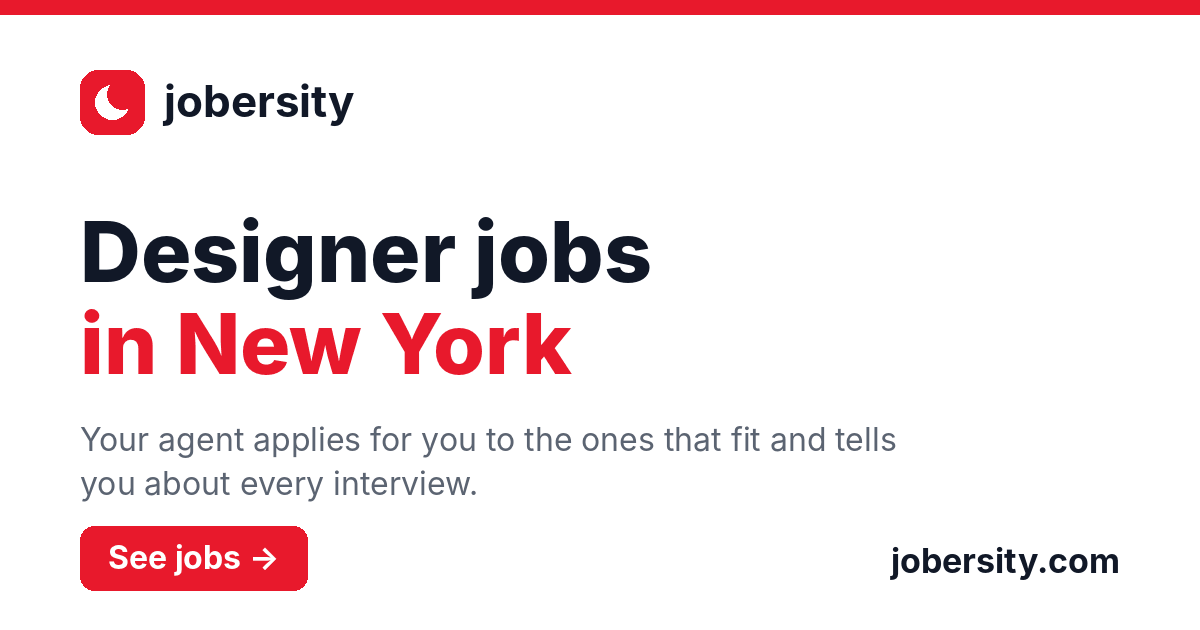 jobersity
Designer jobs
in New York
Your agent applies for you to the ones that fit and tells
you about every interview.
See jobs →
jobersity.com